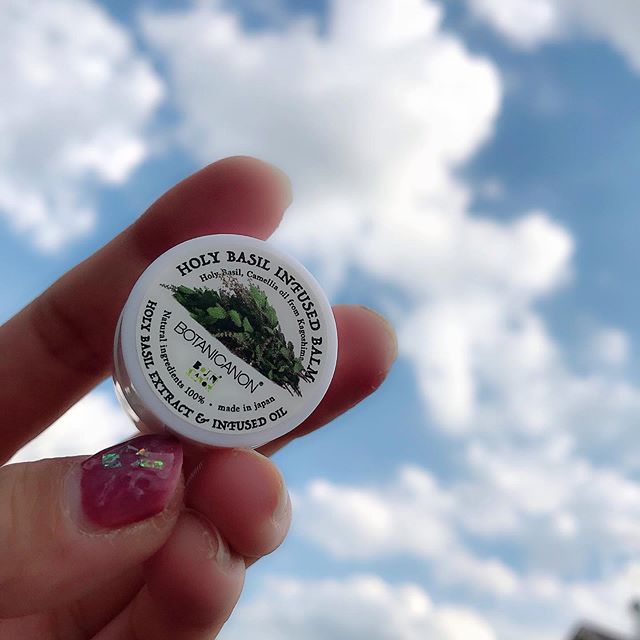 HOLY BASIL INFUSED BALM
Holy Basil, Camellia oil from Kagoshima
BOTANICANON®
Natural ingredients 100% • made in japan
HOLY BASIL EXTRACT & INFUSED OIL